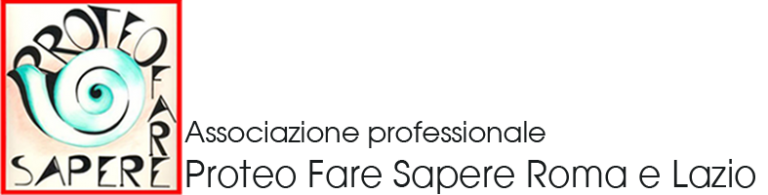 PROTEO
FARE
SAPERE
Associazione professionale
Proteo Fare Sapere Roma e Lazio